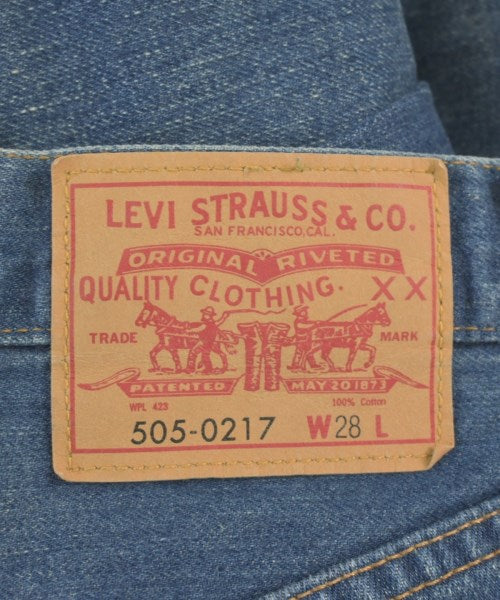 LEVI STRAUSS & CO.
SAN FRANCISCO, CAL.
ORIGINAL RIVETED
QUALITY CLOTHING. XX
TRADE MARK
PATENTED MAY 20 1873
WPL 423 100% Cotton
505-0217 W 28 L